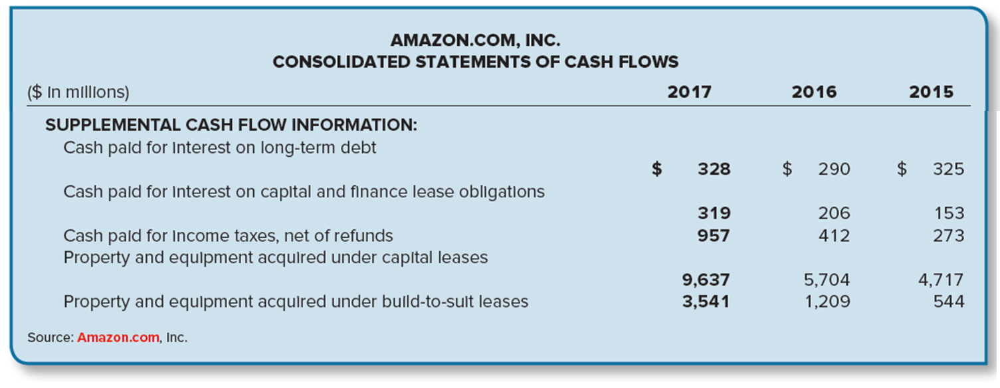 AMAZON.COM, INC.
CONSOLIDATED STATEMENTS OF CASH FLOWS
($ in millions) 2017 2016 2015
SUPPLEMENTAL CASH FLOW INFORMATION:
Cash paid for interest on long-term debt
$ 328 $ 290 $ 325
Cash paid for interest on capital and finance lease obligations
319 206 153
Cash paid for income taxes, net of refunds 957 412 273
Property and equipment acquired under capital leases
9,637 5,704 4,717
Property and equipment acquired under build-to-suit leases 3,541 1,209 544
Source: Amazon.com, Inc.